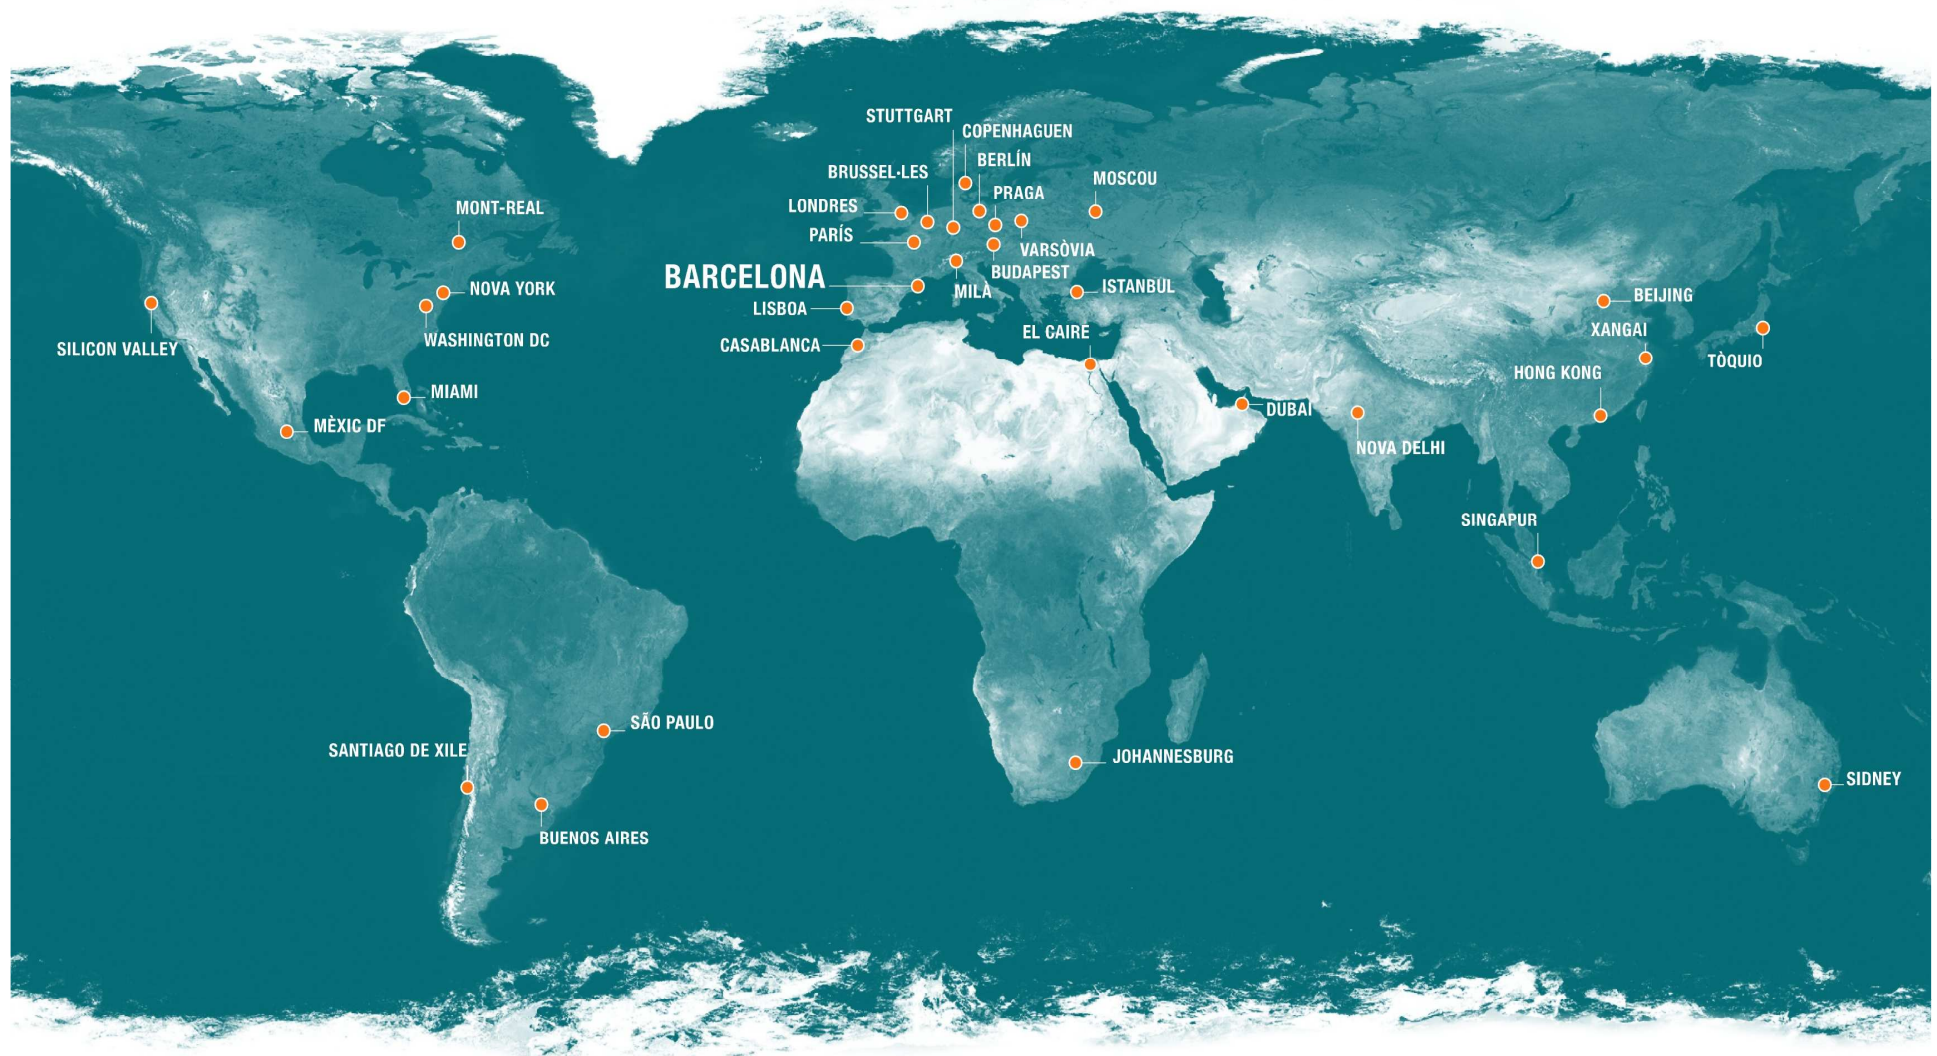 STUTTGART
COPENHAGUEN
BERLÍN
BRUSSEL·LES
MOSCOU
PRAGA
LONDRES
MONT-REAL
PARÍS
VARSÒVIA
BUDAPEST
BARCELONA
ISTANBUL
NOVA YORK
MILÀ
BEIJING
LISBOA
EL CAIRE
XANGAI
WASHINGTON DC
CASABLANCA
SILICON VALLEY
TÒQUIO
HONG KONG
MIAMI
DUBAI
MÈXIC DF
NOVA DELHI
SINGAPUR
SÃO PAULO
SANTIAGO DE XILE
JOHANNESBURG
SIDNEY
BUENOS AIRES